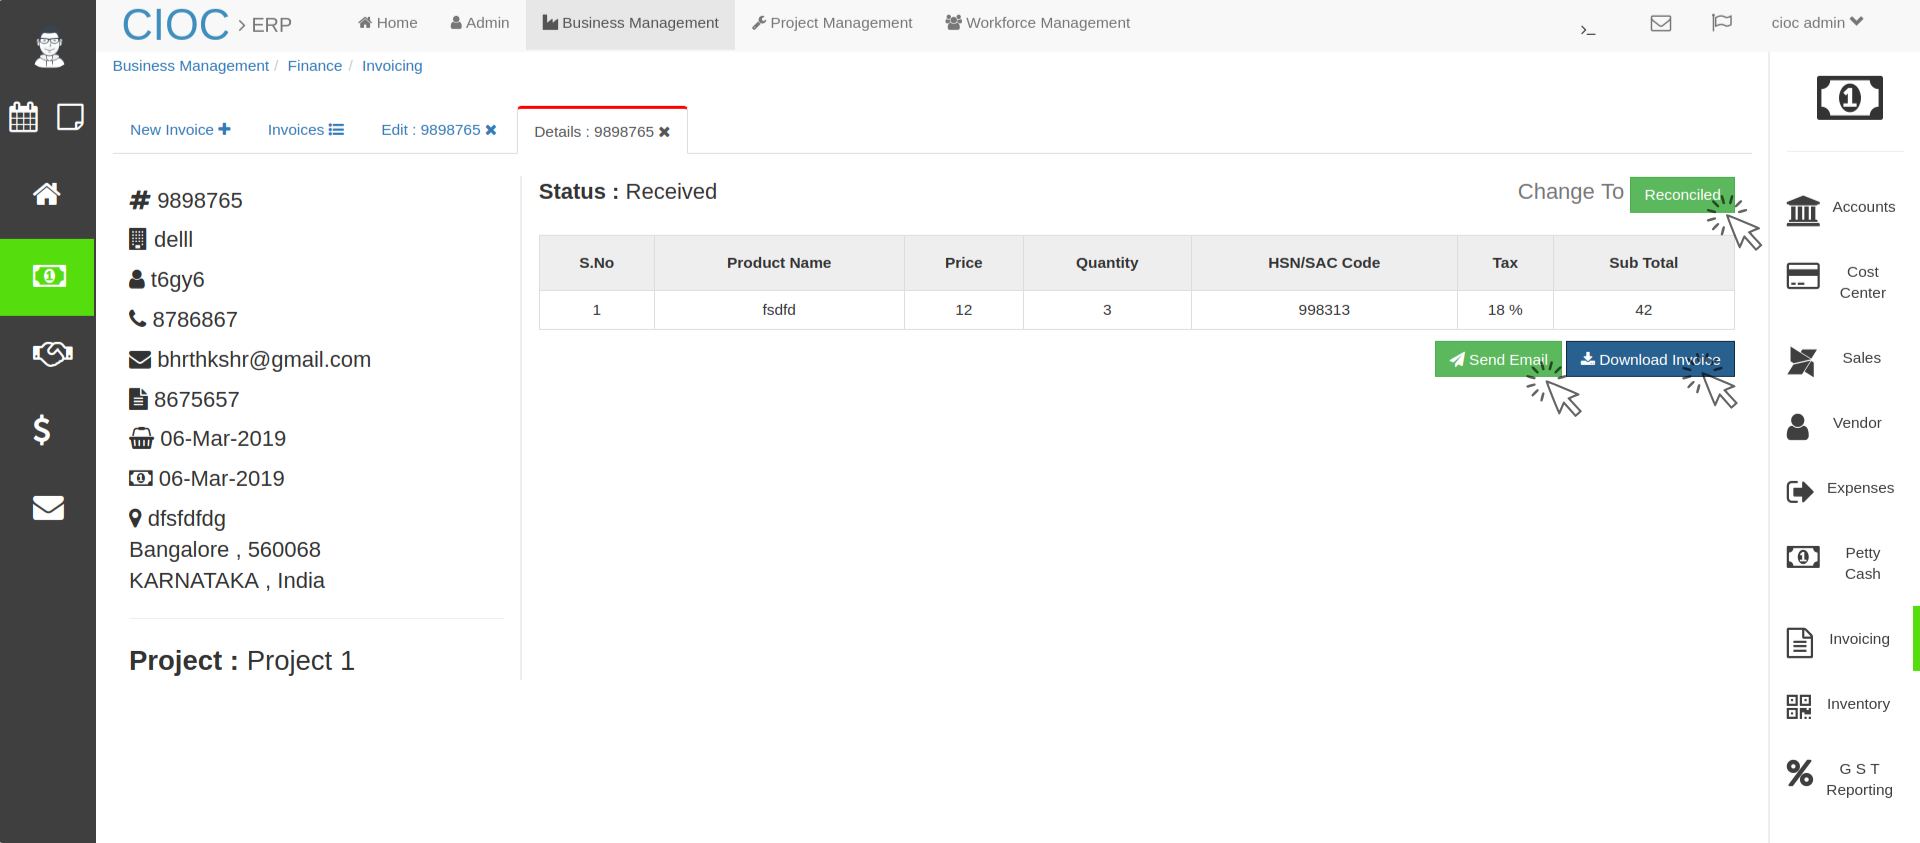 CIOC > ERP Home Admin Business Management Project Management Workforce Management >_ cioc admin
Business Management / Finance / Invoicing
New Invoice Invoices Edit : 9898765 Details : 9898765
9898765
delll
t6gy6
8786867
bhrthkshr@gmail.com
8675657
06-Mar-2019
06-Mar-2019
dfsfdfdg
Bangalore , 560068
KARNATAKA , India
Project : Project 1
Status : Received Change To Reconciled
S.No Product Name Price Quantity HSN/SAC Code Tax Sub Total
1 fsdfd 12 3 998313 18 % 42
Send Email Download Invoice
Accounts
Cost
Center
Sales
Vendor
Expenses
Petty
Cash
Invoicing
Inventory
G S T
Reporting